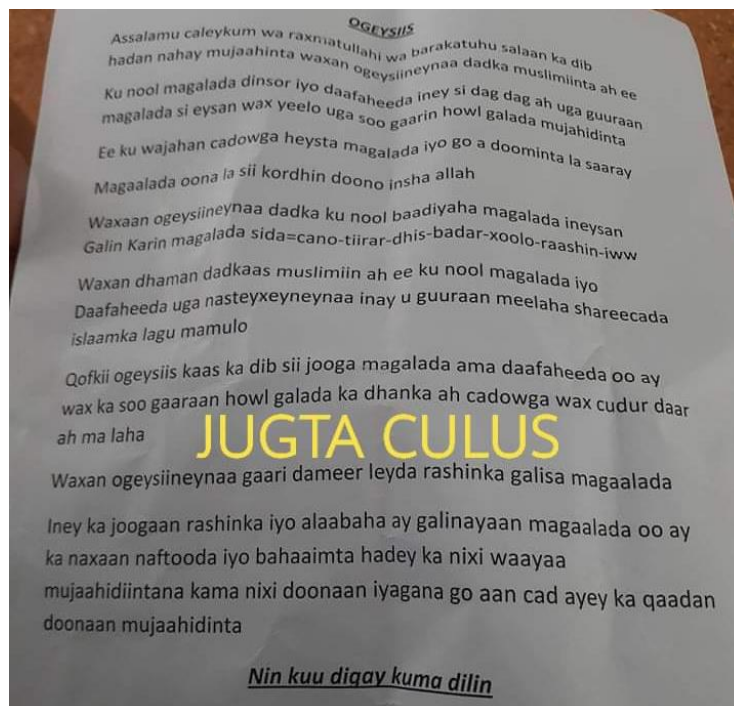 OGEYSIIS
Assalamu caleykum wa raxmatullahi wa barakatuhu salaan ka dib
hadan nahay mujaahinta waxan ogeysiineynaa dadka muslimiinta ah ee
Ku nool magalada dinsor iyo daafaheeda iney si dag dag ah uga guuraan
magalada si eysan wax yeelo uga soo gaarin howl galada mujahidinta
Ee ku wajahan cadowga heysta magalada iyo go a doominta la saaray
Magaalada oona la sii kordhin doono insha allah
Waxaan ogeysiineynaa dadka ku nool baadiyaha magalada ineysan
Galin Karin magalada sida=cano-tiirar-dhis-badar-xoolo-raashin-iww
Waxan dhaman dadkaas muslimiin ah ee ku nool magalada iyo
Daafaheeda uga nasteyxeyneynaa inay u guuraan meelaha shareecada
islaamka lagu mamulo
Qofkii ogeysiis kaas ka dib sii jooga magalada ama daafaheeda oo ay
wax ka soo gaaraan howl galada ka dhanka ah cadowga wax cudur daar
ah ma laha
JUGTA CULUS
Waxan ogeysiineynaa gaari dameer leyda rashinka galisa magaalada
Iney ka joogaan rashinka iyo alaabaha ay galinayaan magaalada oo ay
ka naxaan naftooda iyo bahaaimta hadey ka nixi waayaa
mujaahidiintana kama nixi doonaan iyagana go aan cad ayey ka qaadan
doonaan mujaahidinta
Nin kuu digay kuma dilin